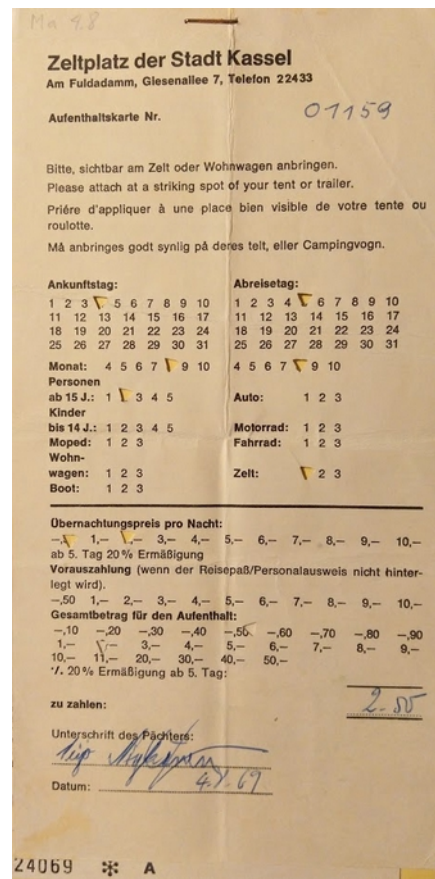 Ma 4.8
Zeltplatz der Stadt Kassel
Am Fuldadamm, Giesenallee 7, Telefon 22433
Aufenthaltskarte Nr. 01159
Bitte, sichtbar am Zelt oder Wohnwagen anbringen.
Please attach at a striking spot of your tent or trailer.
Priére d'appliquer à une place bien visible de votre tente ou
roulotte.
Må anbringes godt synlig på deres telt, eller Campingvogn.
Ankunftstag: Abreisetag:
1 2 3 5 6 7 8 9 10 1 2 3 4 6 7 8 9 10
11 12 13 14 15 16 17 11 12 13 14 15 16 17
18 19 20 21 22 23 24 18 19 20 21 22 23 24
25 26 27 28 29 30 31 25 26 27 28 29 30 31
Monat: 4 5 6 7 9 10 4 5 6 7 9 10
Personen
ab 15 J.: 1 3 4 5 Auto: 1 2 3
Kinder
bis 14 J.: 1 2 3 4 5 Motorrad: 1 2 3
Moped: 1 2 3 Fahrrad: 1 2 3
Wohn-
wagen: 1 2 3 Zelt: 2 3
Boot: 1 2 3
Übernachtungspreis pro Nacht:
1,— 3,— 4,— 5,— 6,— 7,— 8,— 9,— 10,—
ab 5. Tag 20% Ermäßigung
Vorauszahlung (wenn der Reisepaß/Personalausweis nicht hinter-
legt wird).
—,50 1,— 2,— 3,— 4,— 5,— 6,— 7,— 8,— 9,— 10,—
Gesamtbetrag für den Aufenthalt:
—,10 —,20 —,30 —,40 —,50 —,60 —,70 —,80 —,90
1,— 3,— 4,— 5,— 6,— 7,— 8,— 9,—
10,— 11,— 20,— 30,— 40,— 50,—
./. 20% Ermäßigung ab 5. Tag:
zu zahlen:
Unterschrift des Pächters:
Datum: 4.8.69
24069 ✻ A